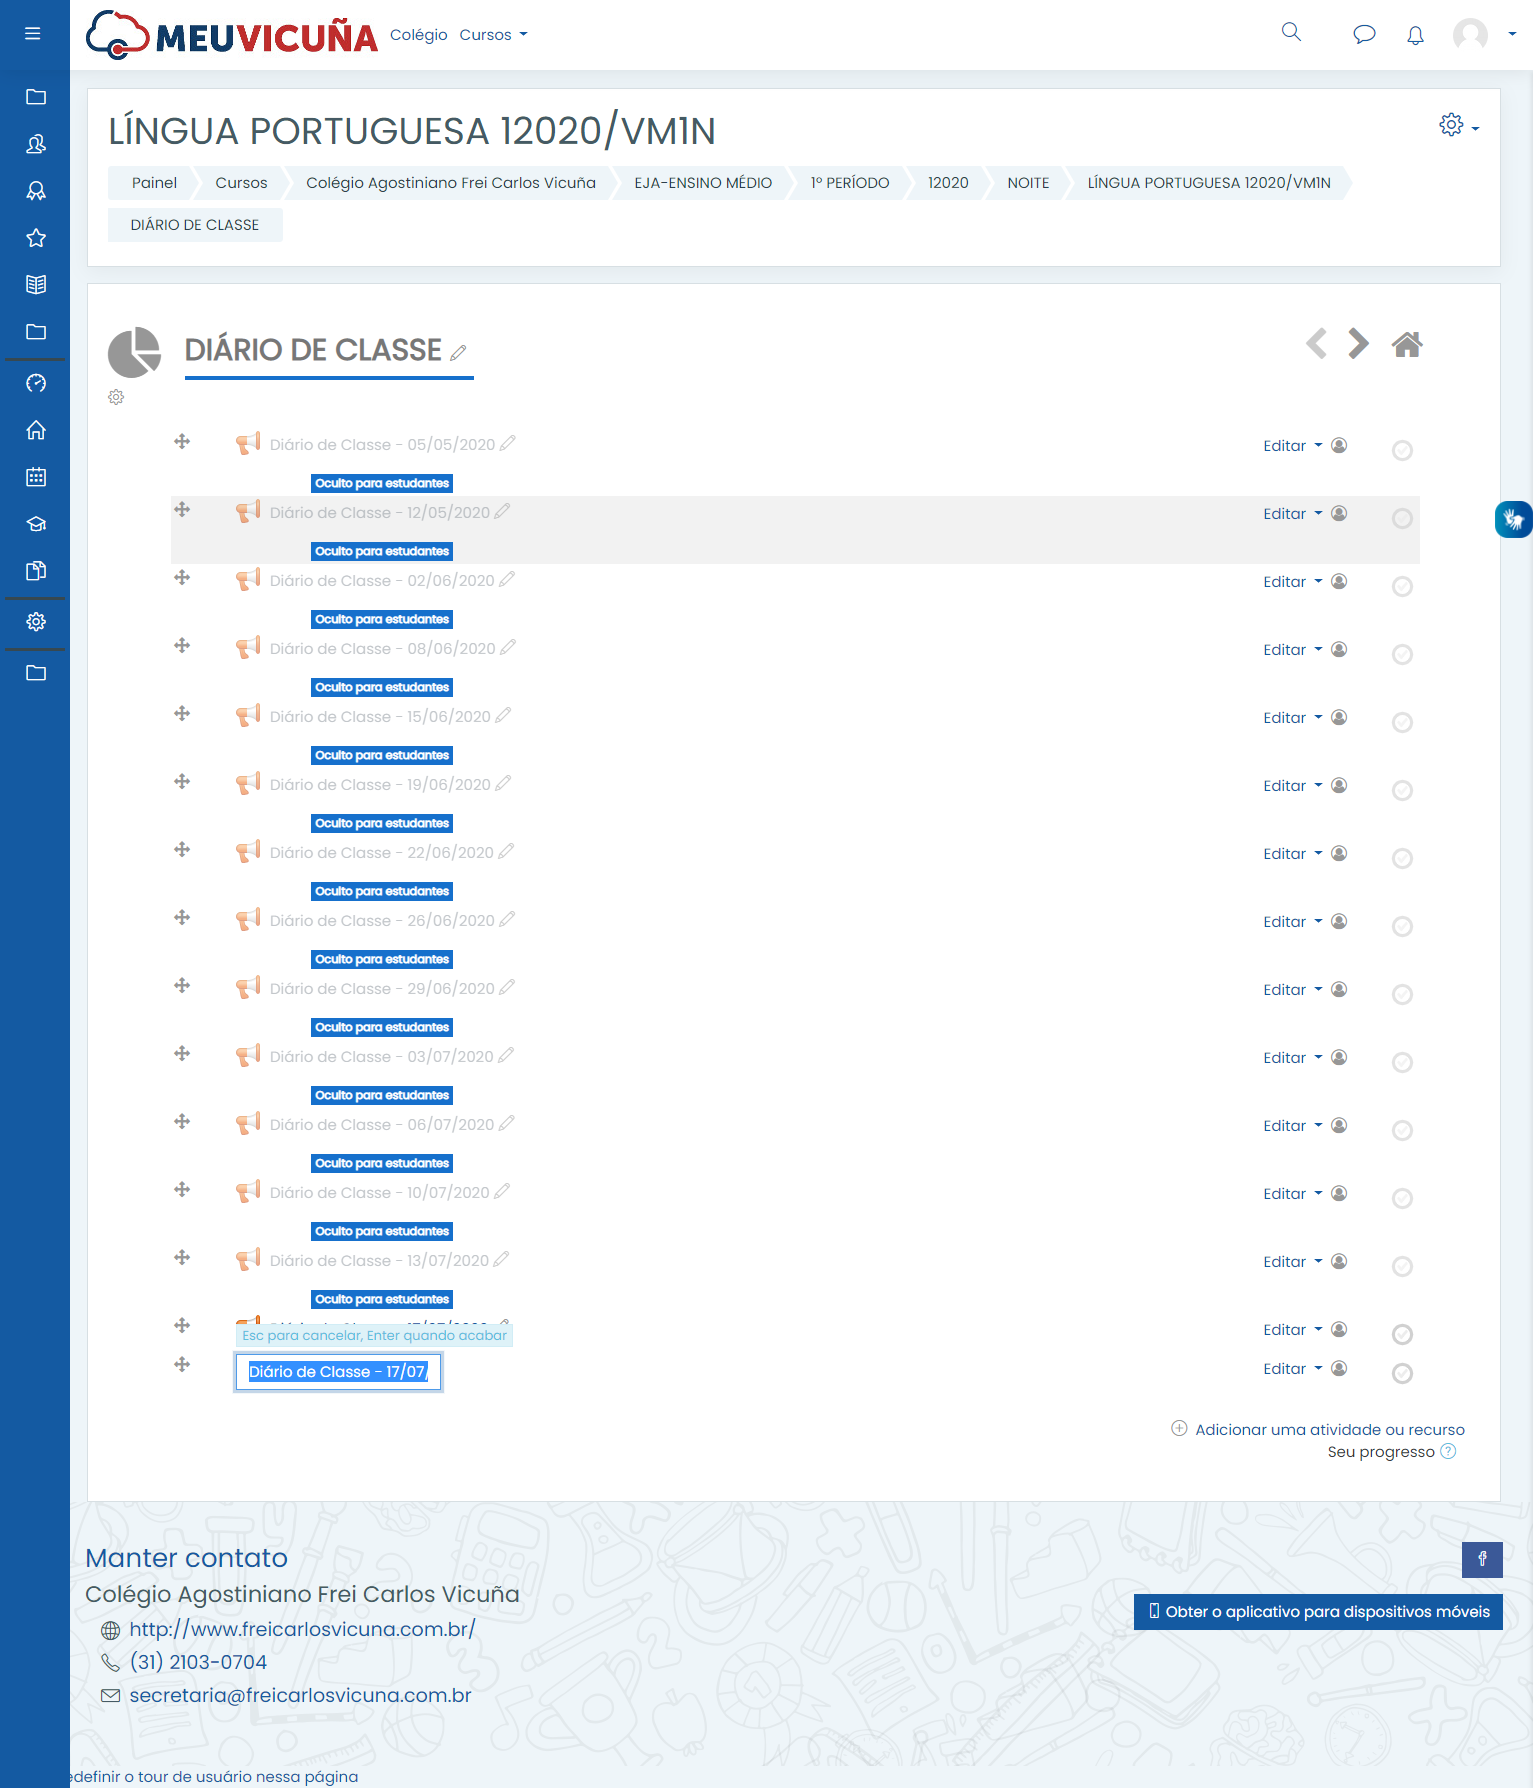 MEUVICUÑA Colégio Cursos
LÍNGUA PORTUGUESA 12020/VM1N
Painel Cursos Colégio Agostiniano Frei Carlos Vicuña EJA-ENSINO MÉDIO 1º PERÍODO 12020 NOITE LÍNGUA PORTUGUESA 12020/VM1N
DIÁRIO DE CLASSE
DIÁRIO DE CLASSE
Diário de Classe - 05/05/2020 Editar
Oculto para estudantes
Diário de Classe - 12/05/2020 Editar
Oculto para estudantes
Diário de Classe - 02/06/2020 Editar
Oculto para estudantes
Diário de Classe - 08/06/2020 Editar
Oculto para estudantes
Diário de Classe - 15/06/2020 Editar
Oculto para estudantes
Diário de Classe - 19/06/2020 Editar
Oculto para estudantes
Diário de Classe - 22/06/2020 Editar
Oculto para estudantes
Diário de Classe - 26/06/2020 Editar
Oculto para estudantes
Diário de Classe - 29/06/2020 Editar
Oculto para estudantes
Diário de Classe - 03/07/2020 Editar
Oculto para estudantes
Diário de Classe - 06/07/2020 Editar
Oculto para estudantes
Diário de Classe - 10/07/2020 Editar
Oculto para estudantes
Diário de Classe - 13/07/2020 Editar
Oculto para estudantes
Editar
Esc para cancelar, Enter quando acabar
Diário de Classe - 17/07/ Editar
Adicionar uma atividade ou recurso
Seu progresso
Manter contato
Colégio Agostiniano Frei Carlos Vicuña
http://www.freicarlosvicuna.com.br/
(31) 2103-0704
secretaria@freicarlosvicuna.com.br
Obter o aplicativo para dispositivos móveis
edefinir o tour de usuário nessa página